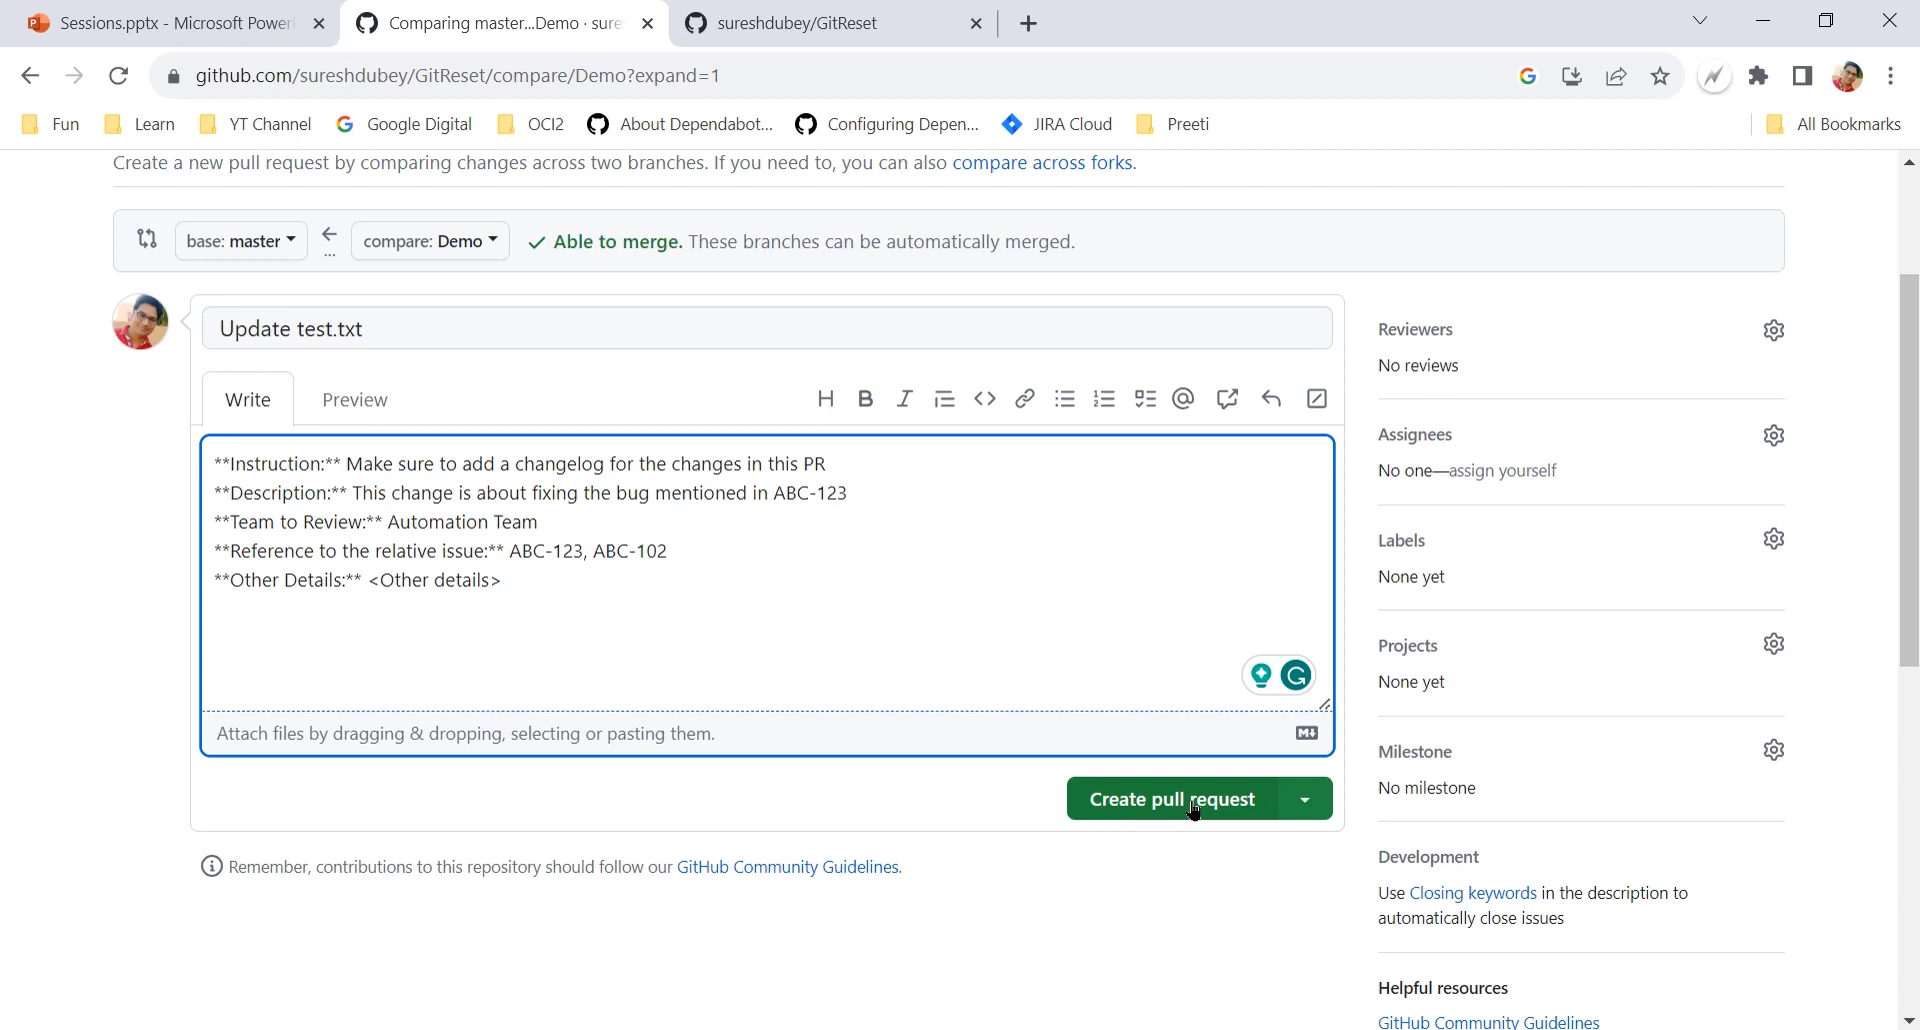 Sessions.pptx - Microsoft Power
Comparing master...Demo · sure
sureshdubey/GitReset
github.com/sureshdubey/GitReset/compare/Demo?expand=1
Fun
Learn
YT Channel
Google Digital
OCI2
About Dependabot...
Configuring Depen...
JIRA Cloud
Preeti
All Bookmarks
Create a new pull request by comparing changes across two branches. If you need to, you can also compare across forks.
base: master
compare: Demo
Able to merge. These branches can be automatically merged.
Update test.txt
Write
Preview
**Instruction:** Make sure to add a changelog for the changes in this PR
**Description:** This change is about fixing the bug mentioned in ABC-123
**Team to Review:** Automation Team
**Reference to the relative issue:** ABC-123, ABC-102
**Other Details:** <Other details>
Attach files by dragging & dropping, selecting or pasting them.
Create pull request
Remember, contributions to this repository should follow our GitHub Community Guidelines.
Reviewers
No reviews
Assignees
No one—assign yourself
Labels
None yet
Projects
None yet
Milestone
No milestone
Development
Use Closing keywords in the description to
automatically close issues
Helpful resources
GitHub Community Guidelines